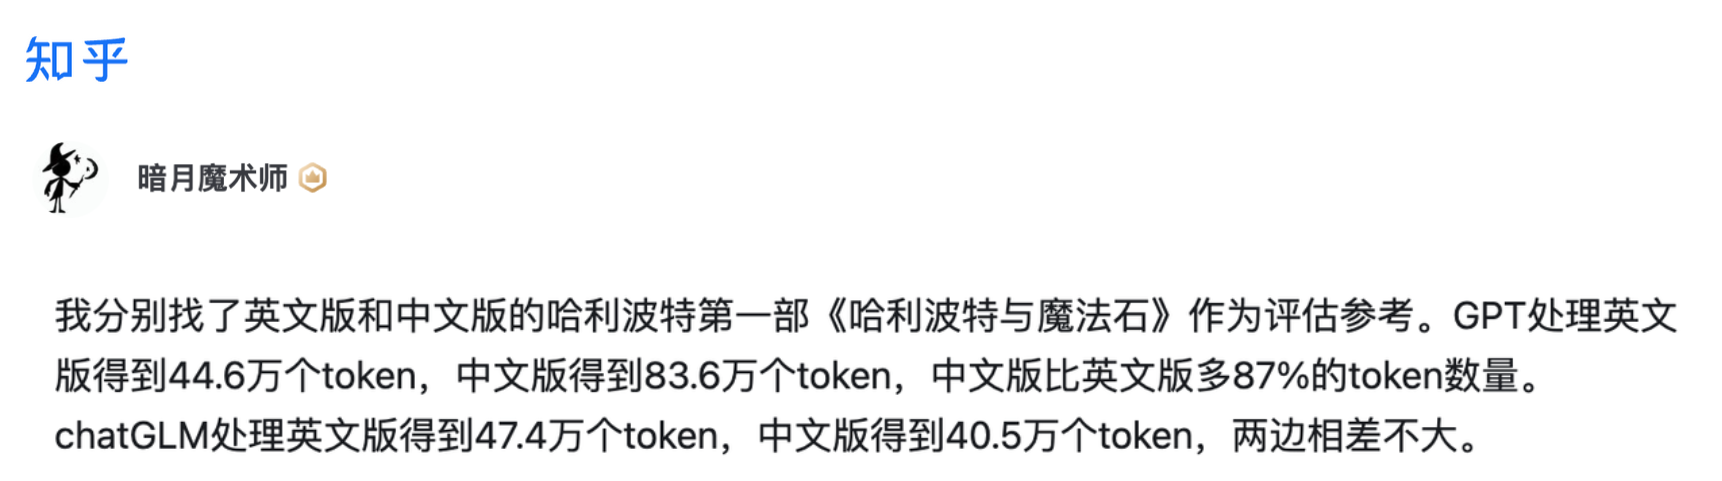 知乎
暗月魔术师
我分别找了英文版和中文版的哈利波特第一部《哈利波特与魔法石》作为评估参考。GPT处理英文
版得到44.6万个token，中文版得到83.6万个token，中文版比英文版多87%的token数量。
chatGLM处理英文版得到47.4万个token，中文版得到40.5万个token，两边相差不大。